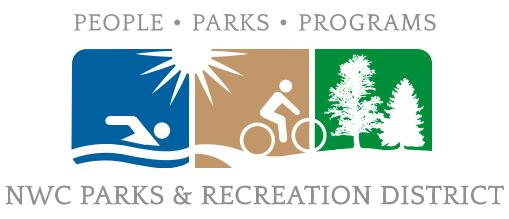 PEOPLE • PARKS • PROGRAMS
NWC PARKS & RECREATION DISTRICT